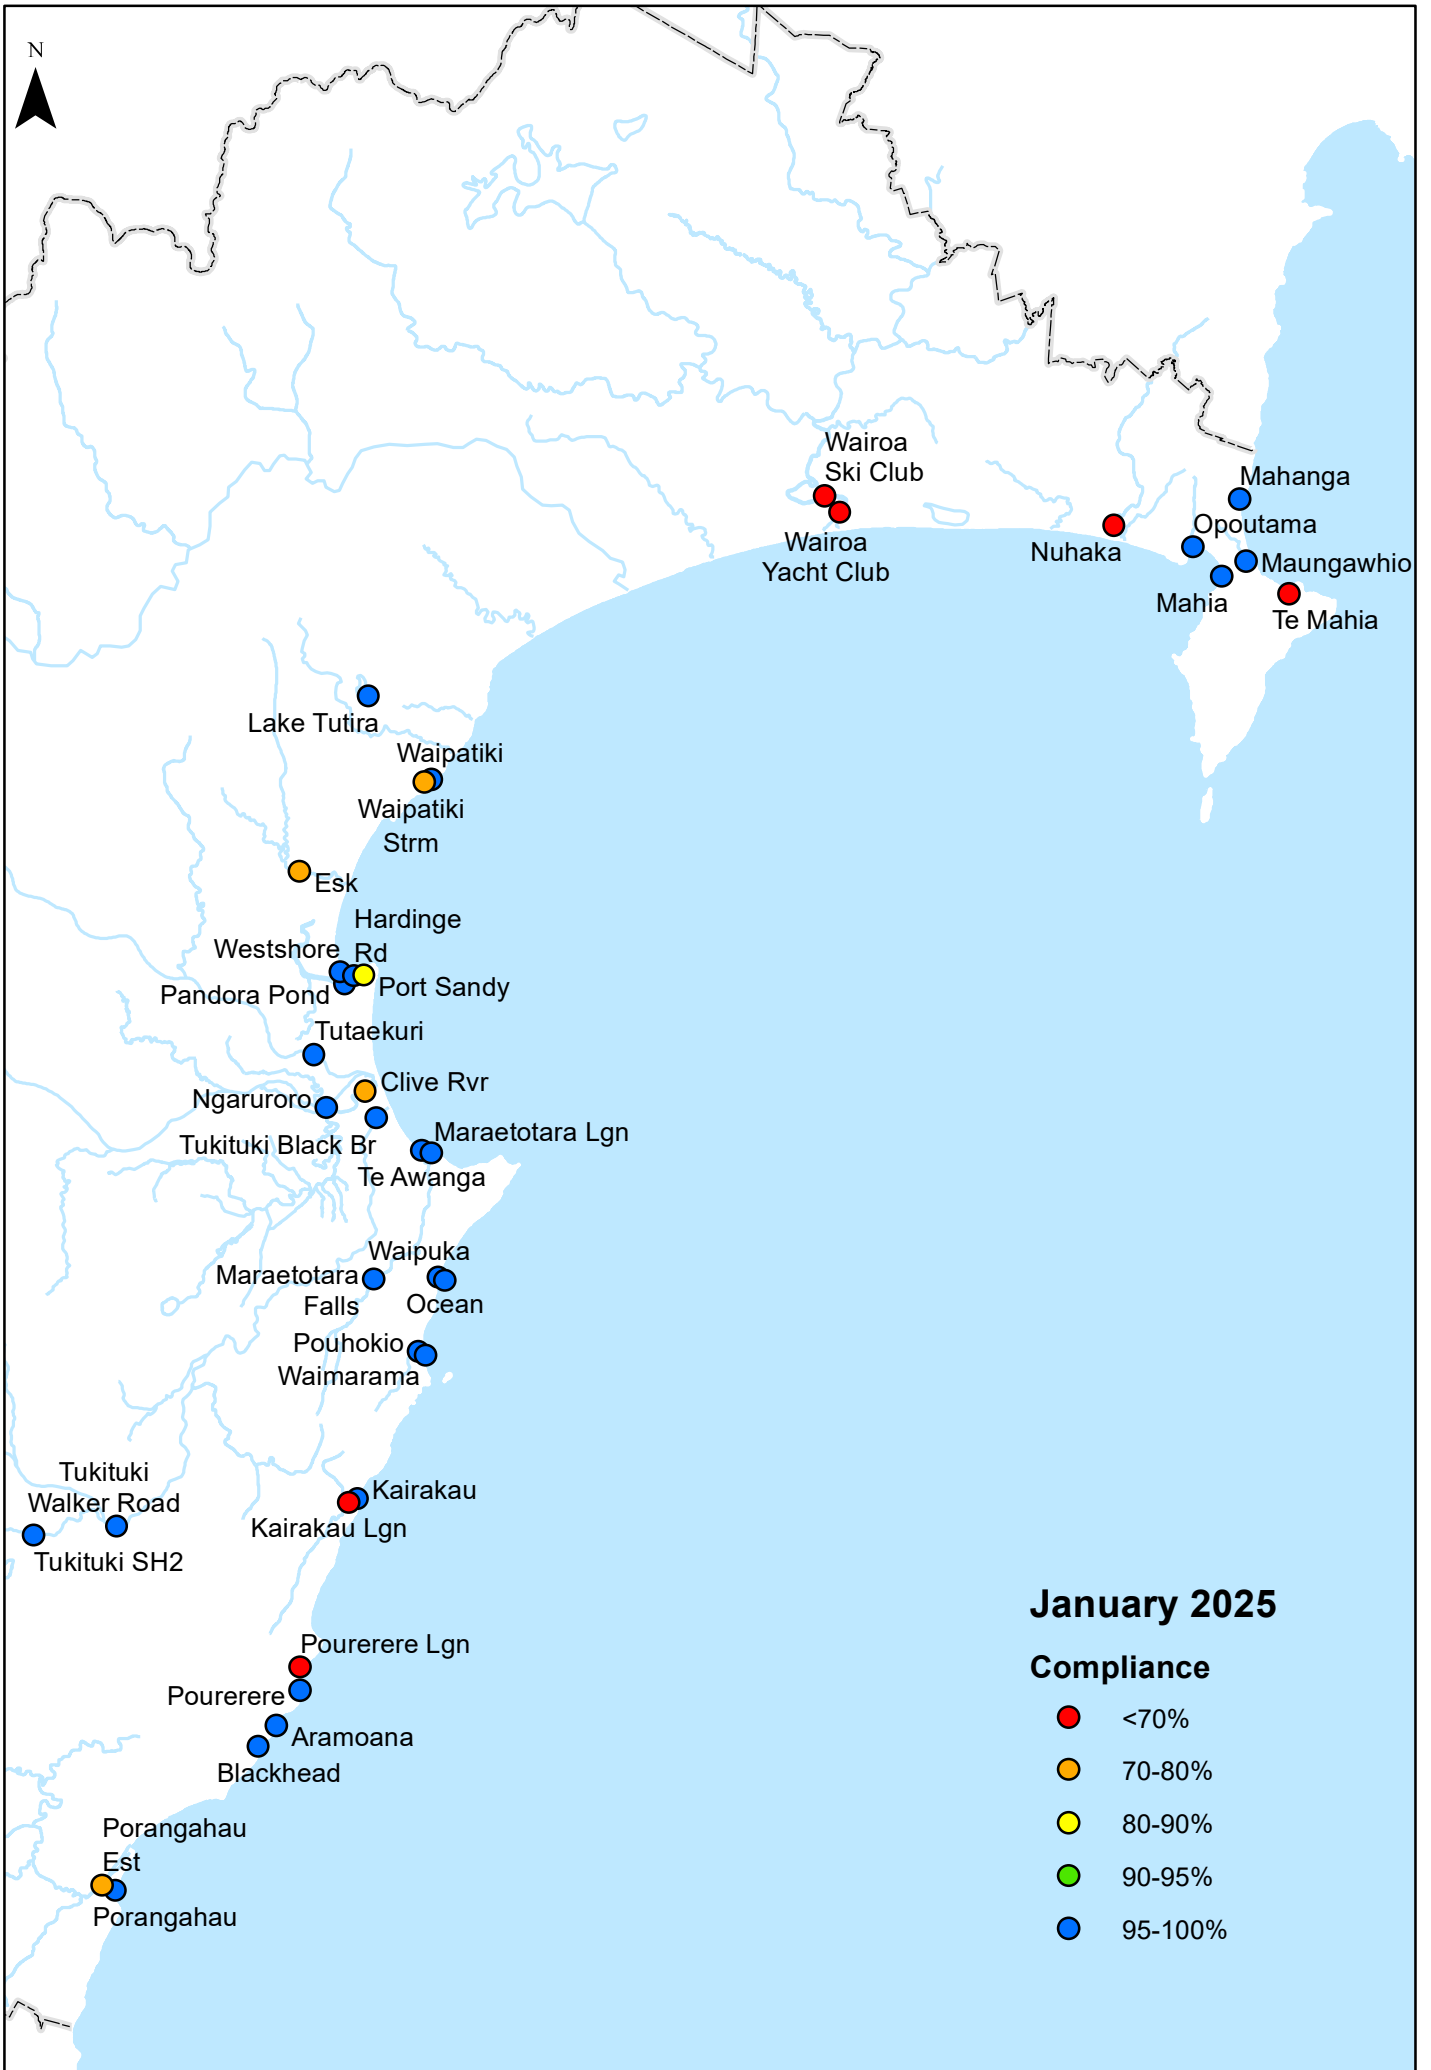 N
Wairoa
Ski Club
Mahanga
Opoutama
Wairoa
Yacht Club
Nuhaka
Maungawhio
Mahia
Te Mahia
Lake Tutira
Waipatiki
Waipatiki
Strm
Esk
Hardinge
Rd
Westshore
Pandora Pond
Port Sandy
Tutaekuri
Clive Rvr
Ngaruroro
Tukituki Black Br
Maraetotara Lgn
Te Awanga
Waipuka
Maraetotara
Falls
Ocean
Pouhokio
Waimarama
Tukituki
Walker Road
Kairakau
Kairakau Lgn
Tukituki SH2
January 2025
Compliance
<70%
70-80%
80-90%
90-95%
95-100%
Pourerere Lgn
Pourerere
Aramoana
Blackhead
Porangahau
Est
Porangahau